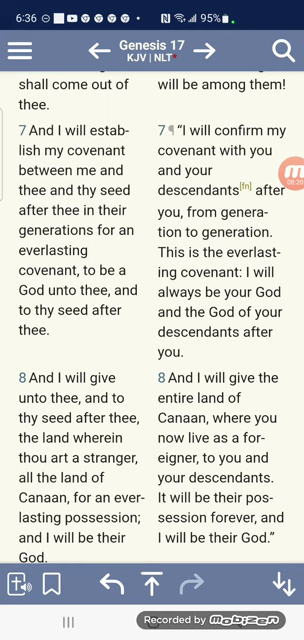 6:36
95%
Genesis 17
KJV | NLT*
shall come out of
thee.
7 And I will estab-
lish my covenant
between me and
thee and thy seed
after thee in their
generations for an
everlasting
covenant, to be a
God unto thee, and
to thy seed after
thee.
8 And I will give
unto thee, and to
thy seed after thee,
the land wherein
thou art a stranger,
all the land of
Canaan, for an ever-
lasting possession;
and I will be their
God.
will be among them!
7 ¶ “I will confirm my
covenant with you
and your
descendants[fn] after
you, from genera-
tion to generation.
This is the everlast-
ing covenant: I will
always be your God
and the God of your
descendants after
you.
8 And I will give the
entire land of
Canaan, where you
now live as a for-
eigner, to you and
your descendants.
It will be their pos-
session forever, and
I will be their God.”
m
08:20
Recorded by mobizen